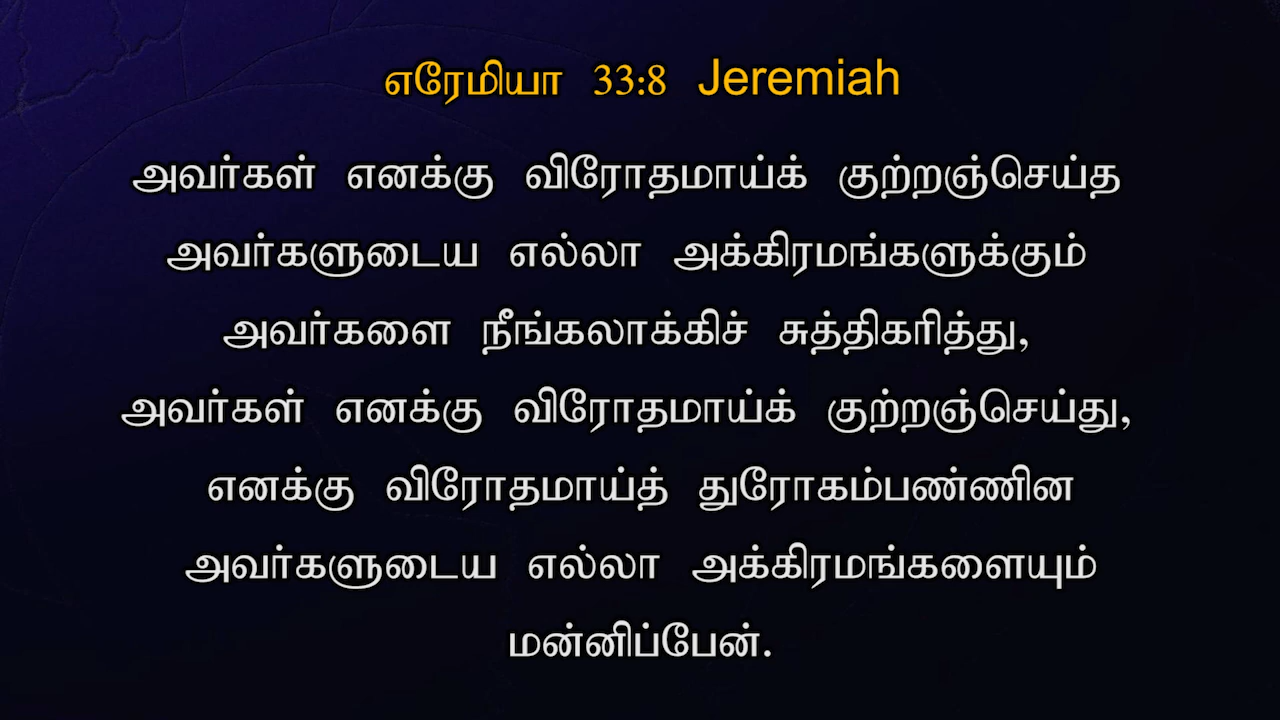 எரேமியா 33:8 Jeremiah
அவர்கள் எனக்கு விரோதமாய்க் குற்றஞ்செய்த
அவர்களுடைய எல்லா அக்கிரமங்களுக்கும்
அவர்களை நீங்கலாக்கிச் சுத்திகரித்து,
அவர்கள் எனக்கு விரோதமாய்க் குற்றஞ்செய்து,
எனக்கு விரோதமாய்த் துரோகம்பண்ணின
அவர்களுடைய எல்லா அக்கிரமங்களையும்
மன்னிப்பேன்.